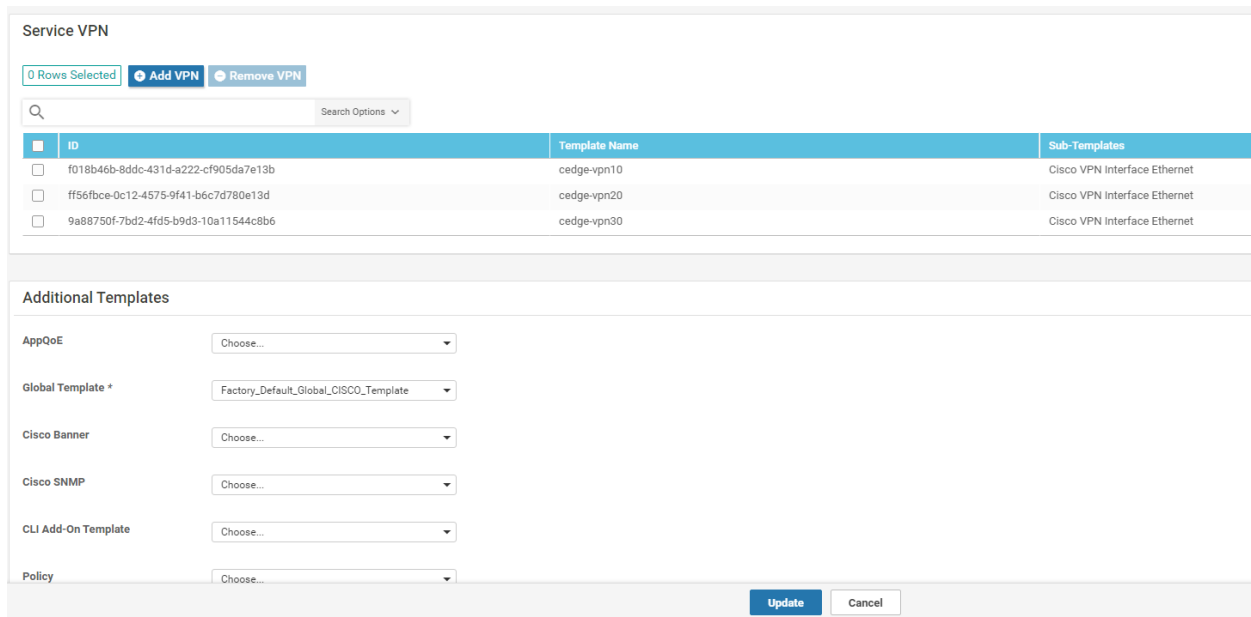 Service VPN
0 Rows Selected Add VPN Remove VPN
Search Options
ID Template Name Sub-Templates
f018b46b-8ddc-431d-a222-cf905da7e13b cedge-vpn10 Cisco VPN Interface Ethernet
ff56fbce-0c12-4575-9f41-b6c7d780e13d cedge-vpn20 Cisco VPN Interface Ethernet
9a88750f-7bd2-4fd5-b9d3-10a11544c8b6 cedge-vpn30 Cisco VPN Interface Ethernet
Additional Templates
AppQoE Choose...
Global Template * Factory_Default_Global_CISCO_Template
Cisco Banner Choose...
Cisco SNMP Choose...
CLI Add-On Template Choose...
Policy Choose...
Update Cancel